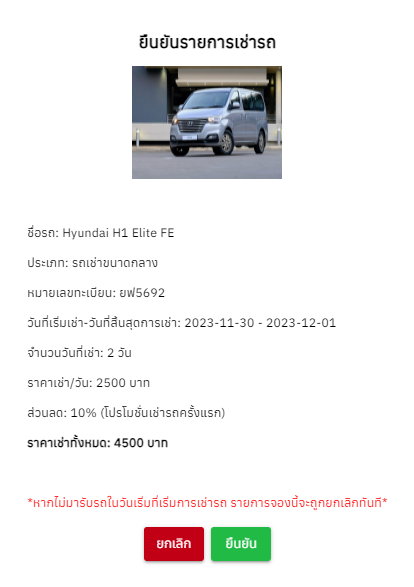 ยืนยันรายการเช่ารถ
ชื่อรถ: Hyundai H1 Elite FE
ประเภท: รถเช่าขนาดกลาง
หมายเลขทะเบียน: ยฟ5692
วันที่เริ่มเช่า-วันที่สิ้นสุดการเช่า: 2023-11-30 - 2023-12-01
จำนวนวันที่เช่า: 2 วัน
ราคาเช่า/วัน: 2500 บาท
ส่วนลด: 10% (โปรโมชั่นเช่ารถครั้งแรก)
ราคาเช่าทั้งหมด: 4500 บาท
*หากไม่มารับรถในวันเริ่มที่เริ่มการเช่ารถ รายการจองนี้จะถูกยกเลิกทันที*
ยกเลิก ยืนยัน